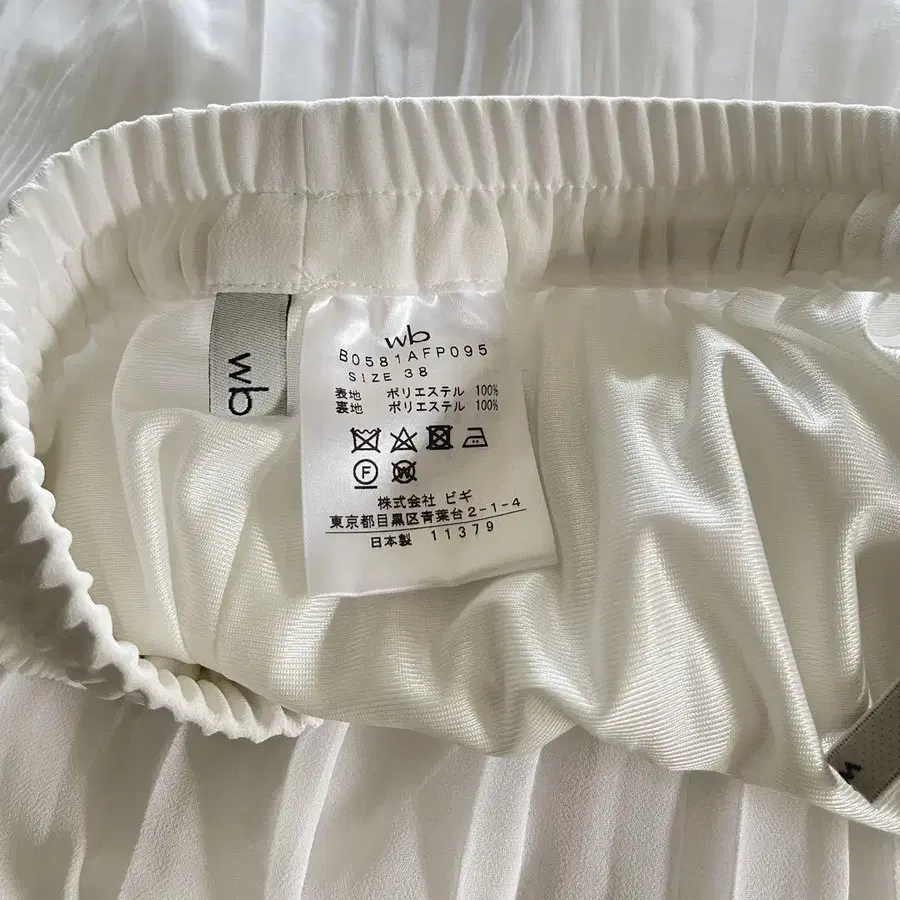 wb
wb
B0581AFP095
SIZE 38
表地 ポリエステル 100%
裏地 ポリエステル 100%
F W
株式会社 ビギ
東京都目黒区青葉台2-1-4
日本製 11379